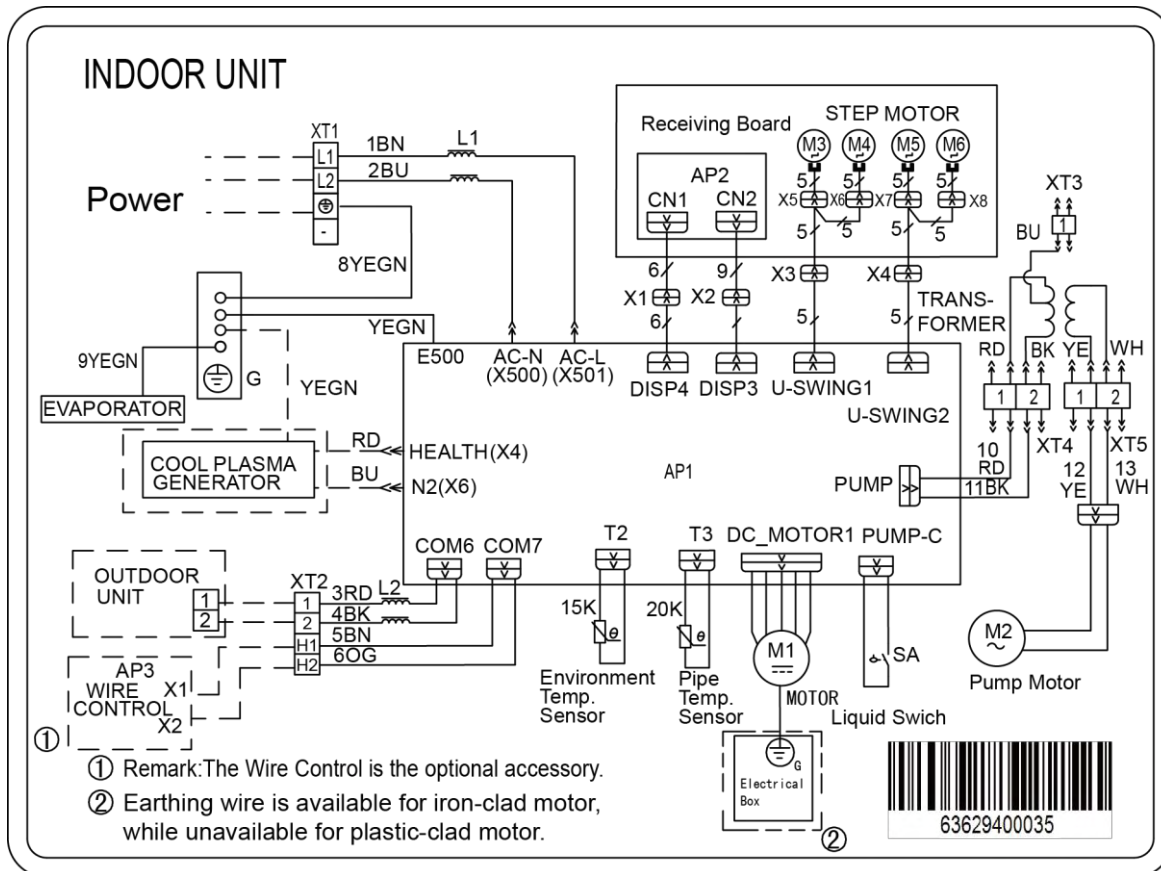 INDOOR UNIT
Power
XT1
L1
L2
-
1BN
2BU
L1
8YEGN
YEGN
9YEGN
YEGN
G
EVAPORATOR
COOL PLASMA
GENERATOR
RD
BU
E500
AC-N
(X500)
AC-L
(X501)
HEALTH(X4)
N2(X6)
Receiving Board
STEP MOTOR
AP2
CN1
CN2
M3
~
M4
~
M5
~
M6
~
5
5
5
5
X5
X6
X7
X8
5
5
5
5
6
9
X1
X2
X3
X4
6
5
5
DISP4
DISP3
U-SWING1
U-SWING2
AP1
XT3
1
BU
TRANS-
FORMER
RD
BK
YE
WH
1
2
1
2
XT4
XT5
10
RD
11BK
12
YE
13
WH
PUMP
COM6
COM7
T2
T3
DC_MOTOR1
PUMP-C
OUTDOOR
UNIT
1
2
XT2
1
2
H1
H2
3RD
L2
4BK
5BN
6OG
AP3
WIRE
CONTROL
X1
X2
①
15K
θ
Environment
Temp.
Sensor
20K
θ
Pipe
Temp.
Sensor
M1
MOTOR
G
Electrical
Box
②
SA
Liquid Swich
M2
~
Pump Motor
① Remark:The Wire Control is the optional accessory.
② Earthing wire is available for iron-clad motor,
while unavailable for plastic-clad motor.
63629400035